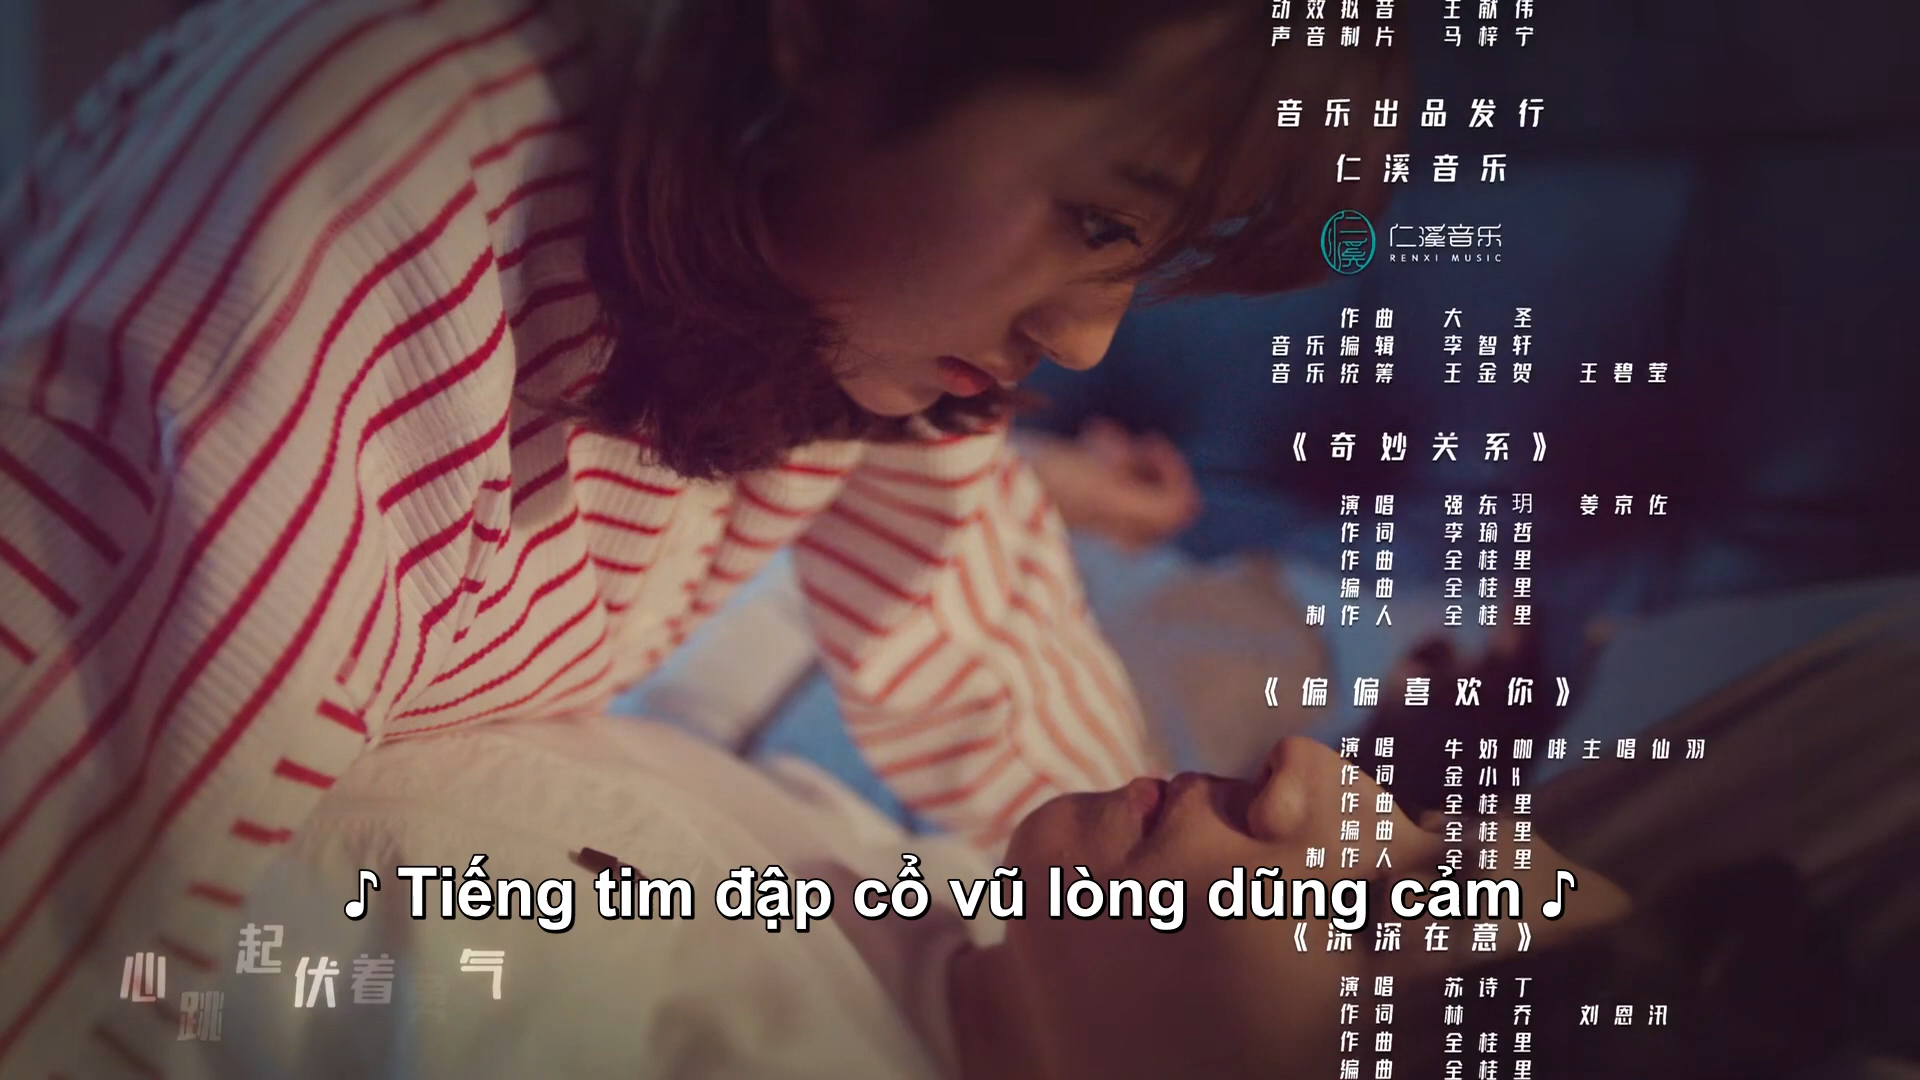 动效拟音 王献伟
声音制片 马梓宁
音乐出品发行
仁溪音乐
仁溪 仁溪音乐
RENXI MUSIC
作曲 大圣
音乐编辑 李智轩
音乐统筹 王金贺 王碧莹
《奇妙关系》
演唱 强东玥 姜京佐
作词 李瑜哲
作曲 全桂里
编曲 全桂里
制作人 全桂里
《偏偏喜欢你》
演唱 牛奶咖啡主唱仙羽
作词 金小K
作曲 全桂里
编曲 全桂里
制作人 全桂里
♪ Tiếng tim đập cổ vũ lòng dũng cảm ♪
《深深在意》
心跳起伏着勇气
演唱 苏诗丁
作词 林乔 刘恩汛
作曲 全桂里
编曲 全桂里